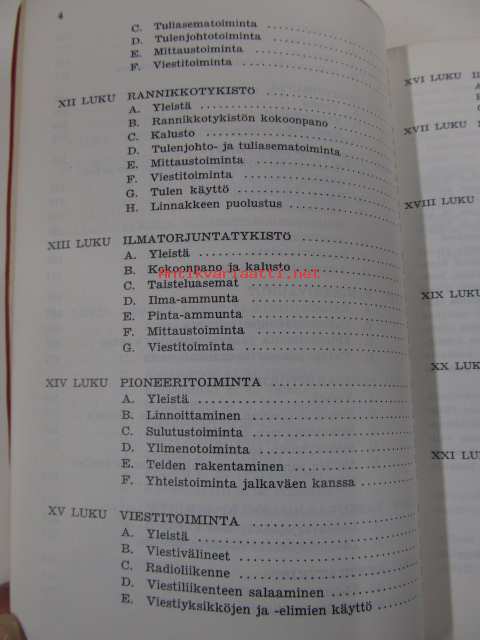 4
C. Tuliasematoiminta
D. Tulenjohtotoiminta
E. Mittaustoiminta
F. Viestitoiminta
XII LUKU RANNIKKOTYKISTÖ
A. Yleistä
B. Rannikkotykistön kokoonpano
C. Kalusto
D. Tulenjohto- ja tuliasematoiminta
E. Mittaustoiminta
F. Viestitoiminta
G. Tulen käyttö
H. Linnakkeen puolustus
XIII LUKU ILMATORJUNTATYKISTÖ
A. Yleistä
B. Kokoonpano ja kalusto
Antikvariaatti.net
C. Taisteluasemat
D. Ilma-ammunta
E. Pinta-ammunta
F. Mittaustoiminta
G. Viestitoiminta
XIV LUKU PIONEERITOIMINTA
A. Yleistä
B. Linnoittaminen
C. Sulutustoiminta
D. Ylimenotoiminta
E. Teiden rakentaminen
F. Yhteistoiminta jalkaväen kanssa
XV LUKU VIESTITOIMINTA
A. Yleistä
B. Viestivälineet
C. Radioliikenne
D. Viestiliikenteen salaaminen
E. Viestiyksikköjen ja -elimien käyttö
XVI LUKU
XVII LUKU
XVIII LUKU
XIX LUKU
XX LUKU
XXI LUKU